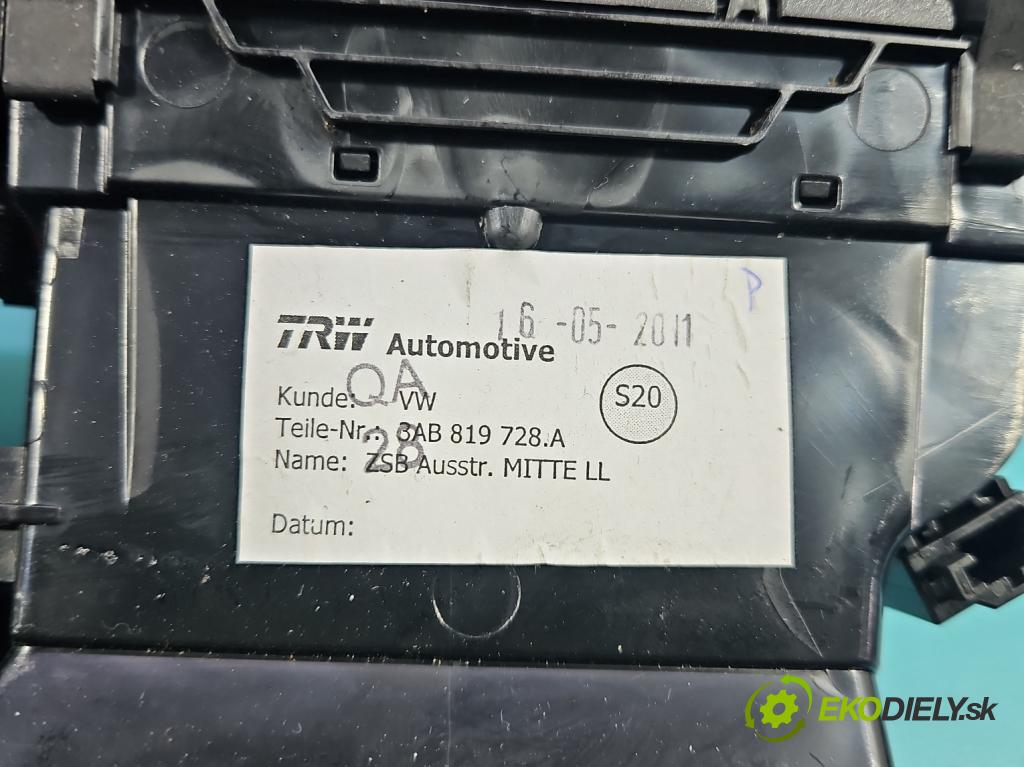 P
16 -05- 2011
TRW Automotive
QA
Kunde: VW
S20
Teile-Nr.: 3AB 819 728.A
28
Name: ZSB Ausstr. MITTE LL
Datum:
EKODIELY.sk